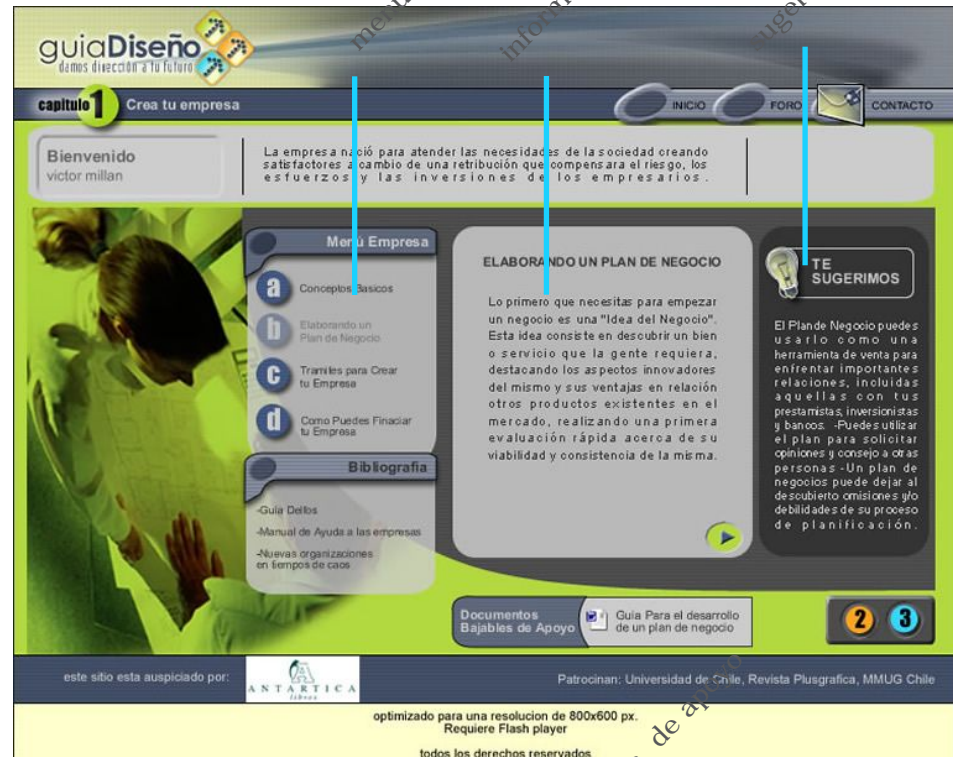 menú
inform
suger
guiaDiseño
damos dirección a tu futuro
capitulo 1 Crea tu empresa
INICIO
FORO
CONTACTO
Bienvenido
victor millan
La empresa nació para atender las necesidades de la sociedad creando
satisfactores a cambio de una retribución que compensara el riesgo, los
esfuerzos y las inversiones de los empresarios.
Menú Empresa
a Conceptos Basicos
b Elaborando un
Plan de Negocio
c Tramites para Crear
tu Empresa
d Como Puedes Finaciar
tu Empresa
Bibliografia
-Guia Delfos
-Manual de Ayuda a las empresas
-Nuevas organizaciones
en tiempos de caos
ELABORANDO UN PLAN DE NEGOCIO
Lo primero que necesitas para empezar
un negocio es una "Idea del Negocio".
Esta idea consiste en descubrir un bien
o servicio que la gente requiera,
destacando los aspectos innovadores
del mismo y sus ventajas en relación
otros productos existentes en el
mercado, realizando una primera
evaluación rápida acerca de su
viabilidad y consistencia de la misma.
TE
SUGERIMOS
El Plan de Negocio puedes
usarlo como una
herramienta de venta para
enfrentar importantes
relaciones, incluidas
aquellas con tus
prestamistas, inversionistas
y bancos. -Puedes utilizar
el plan para solicitar
opiniones y consejo a otras
personas -Un plan de
negocios puede dejar al
descubierto omisiones y/o
debilidades de su proceso
de planificación.
Documentos
Bajables de Apoyo
Guia Para el desarrollo
de un plan de negocio
2 3
este sitio esta auspiciado por:
ANTARTICA
libros
Patrocinan: Universidad de Chile, Revista Plusgrafica, MMUG Chile
de apoyo
optimizado para una resolucion de 800x600 px.
Requiere Flash player
todos los derechos reservados